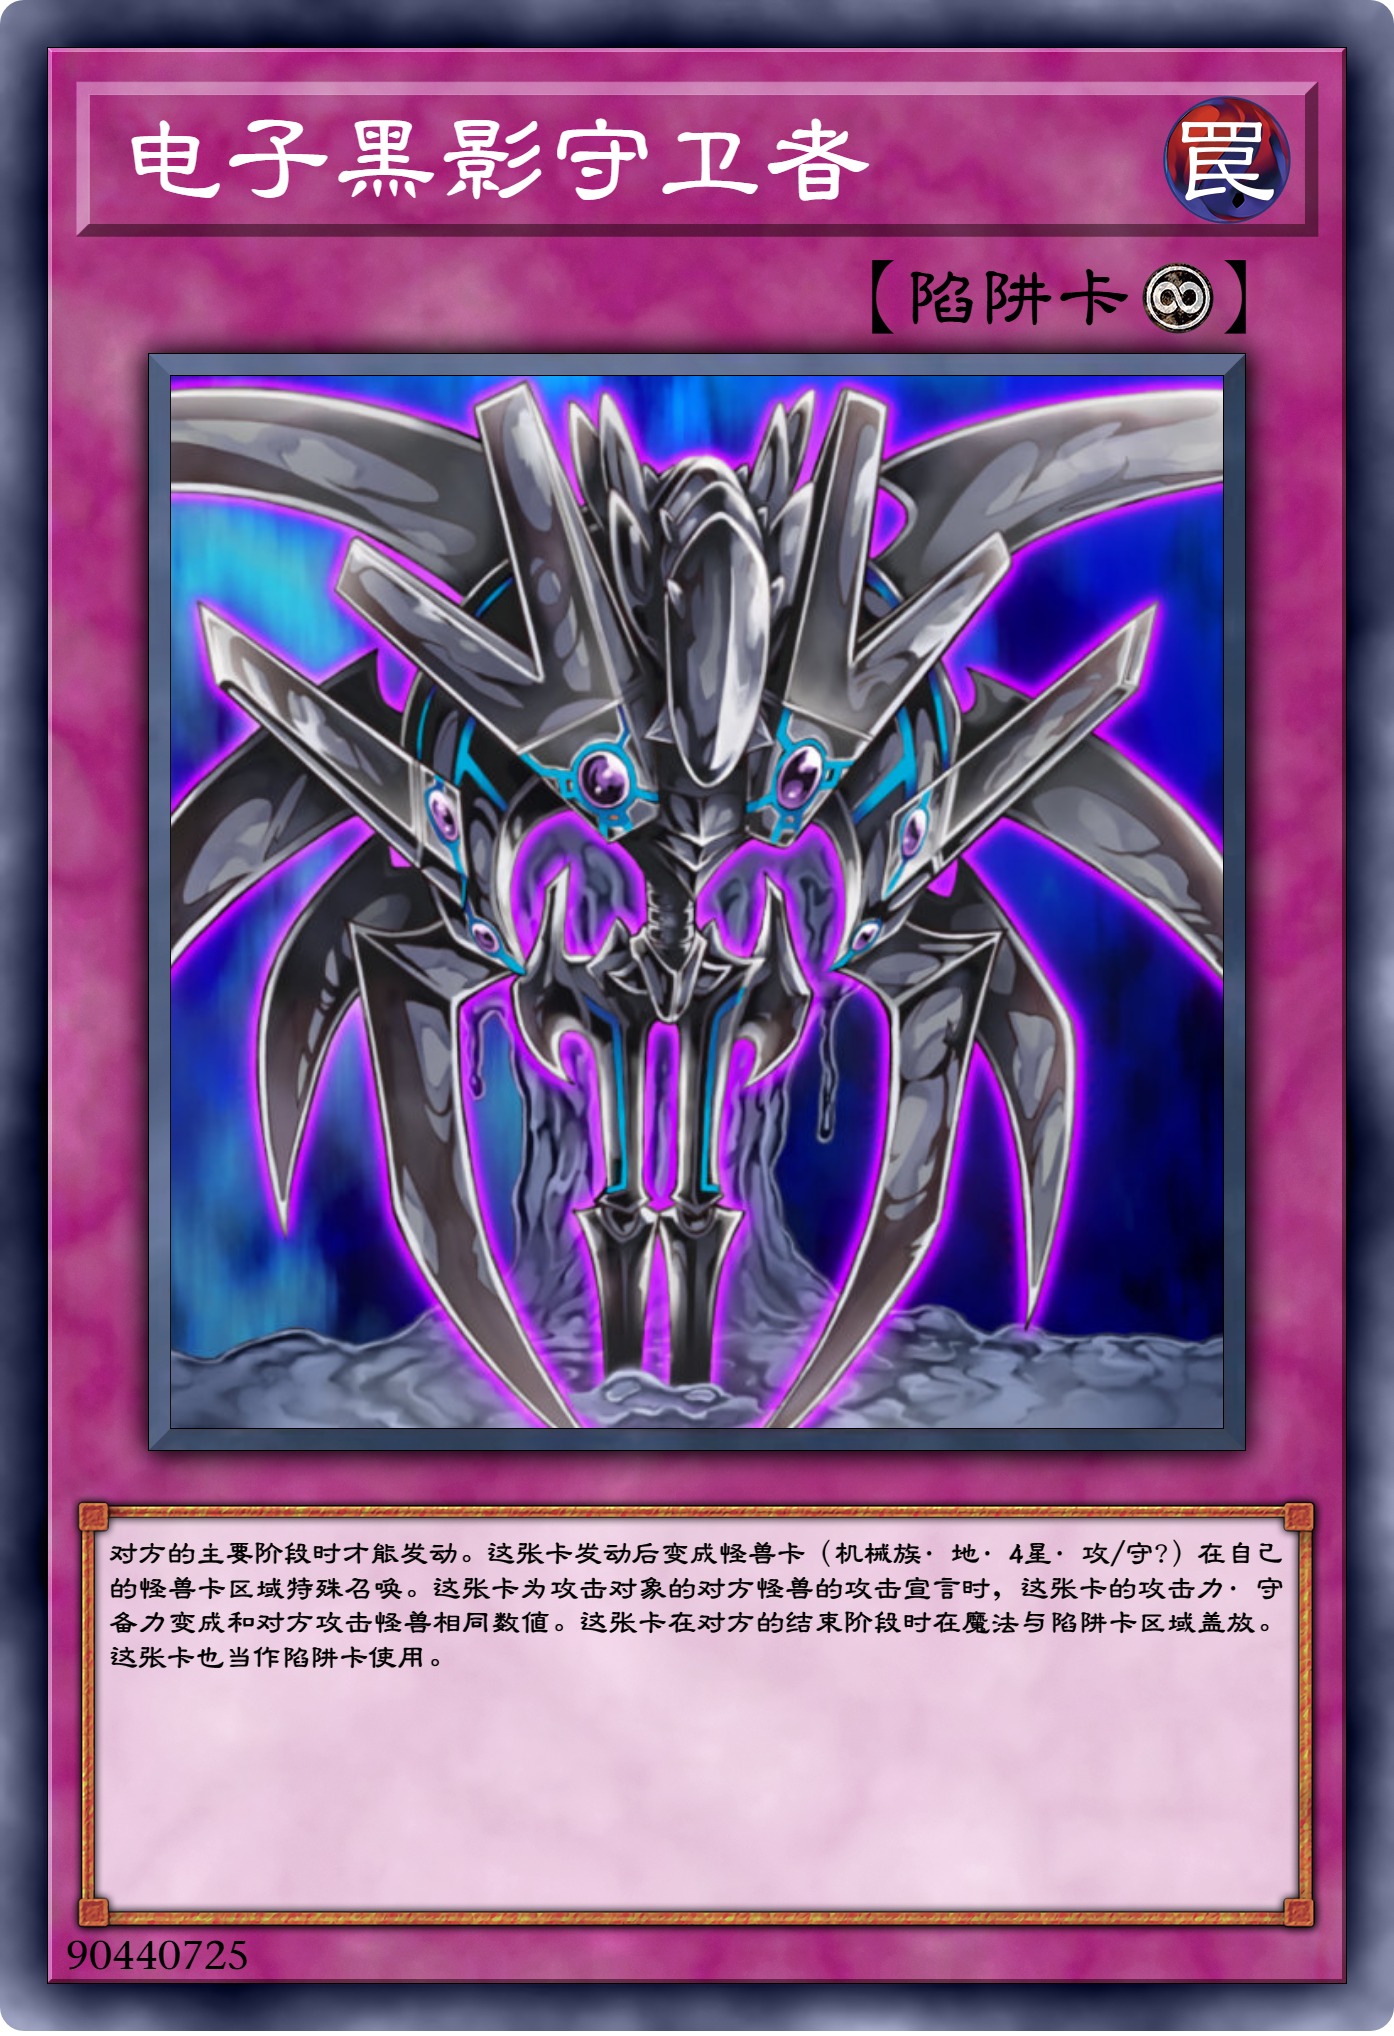 电子黑影守卫者
罠
【陷阱卡∞】
对方的主要阶段时才能发动。这张卡发动后变成怪兽卡（机械族·地·4星·攻/守?）在自己
的怪兽卡区域特殊召唤。这张卡为攻击对象的对方怪兽的攻击宣言时，这张卡的攻击力·守
备力变成和对方攻击怪兽相同数値。这张卡在对方的结束阶段时在魔法与陷阱卡区域盖放。
这张卡也当作陷阱卡使用。
90440725